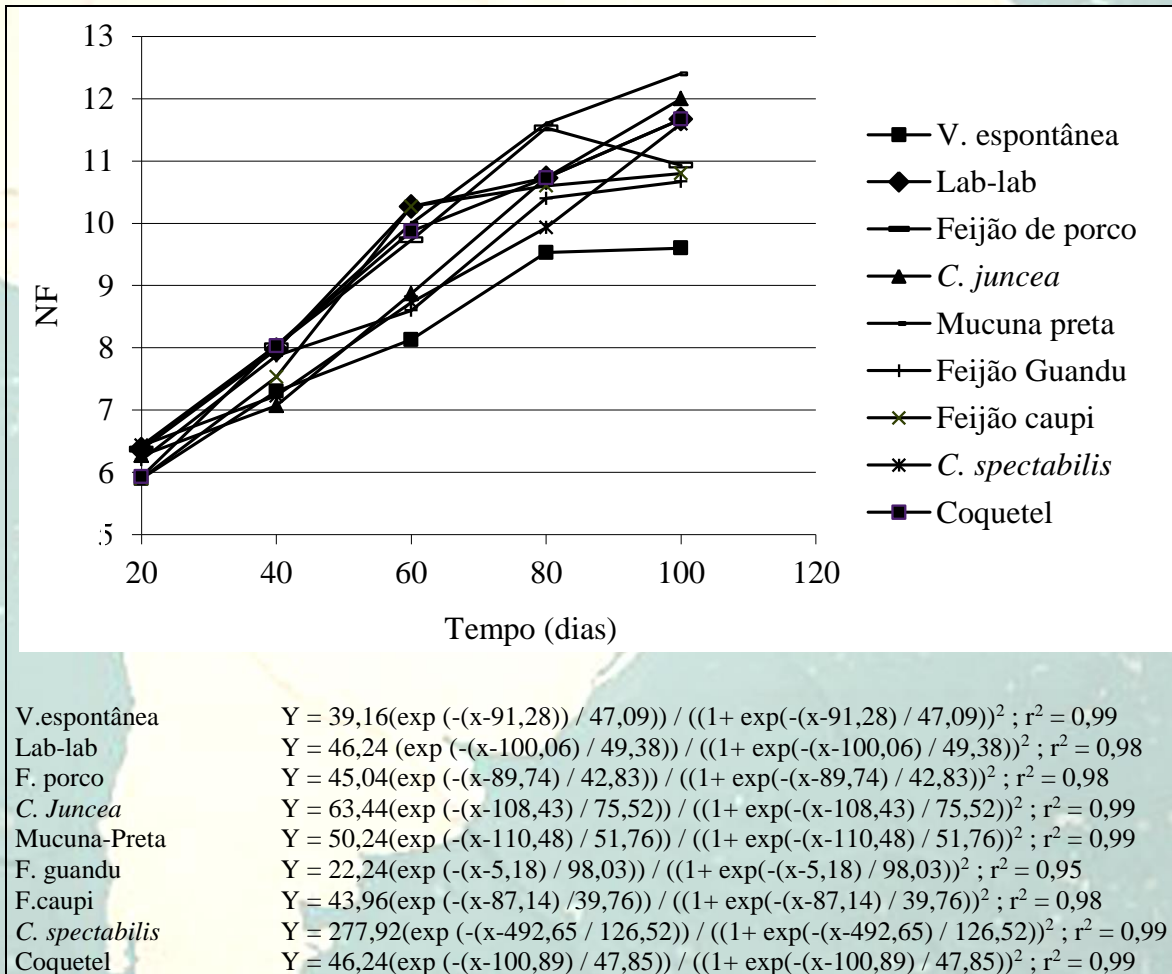 13
12
11
10
9
8
7
6
5
NF
20 40 60 80 100 120
Tempo (dias)
V. espontânea
Lab-lab
Feijão de porco
C. juncea
Mucuna preta
Feijão Guandu
Feijão caupi
C. spectabilis
Coquetel
V.espontânea Y = 39,16(exp (-(x-91,28)) / 47,09)) / ((1+ exp(-(x-91,28) / 47,09))² ; r² = 0,99
Lab-lab Y = 46,24 (exp (-(x-100,06) / 49,38)) / ((1+ exp(-(x-100,06) / 49,38))² ; r² = 0,98
F. porco Y = 45,04(exp (-(x-89,74) / 42,83)) / ((1+ exp(-(x-89,74) / 42,83))² ; r² = 0,98
C. Juncea Y = 63,44(exp (-(x-108,43) / 75,52)) / ((1+ exp(-(x-108,43) / 75,52))² ; r² = 0,99
Mucuna-Preta Y = 50,24(exp (-(x-110,48) / 51,76)) / ((1+ exp(-(x-110,48) / 51,76))² ; r² = 0,99
F. guandu Y = 22,24(exp (-(x-5,18) / 98,03)) / ((1+ exp(-(x-5,18) / 98,03))² ; r² = 0,95
F.caupi Y = 43,96(exp (-(x-87,14) /39,76)) / ((1+ exp(-(x-87,14) / 39,76))² ; r² = 0,98
C. spectabilis Y = 277,92(exp (-(x-492,65 / 126,52)) / ((1+ exp(-(x-492,65) / 126,52))² ; r² = 0,99
Coquetel Y = 46,24(exp (-(x-100,89) / 47,85)) / ((1+ exp(-(x-100,89) / 47,85))² ; r² = 0,99